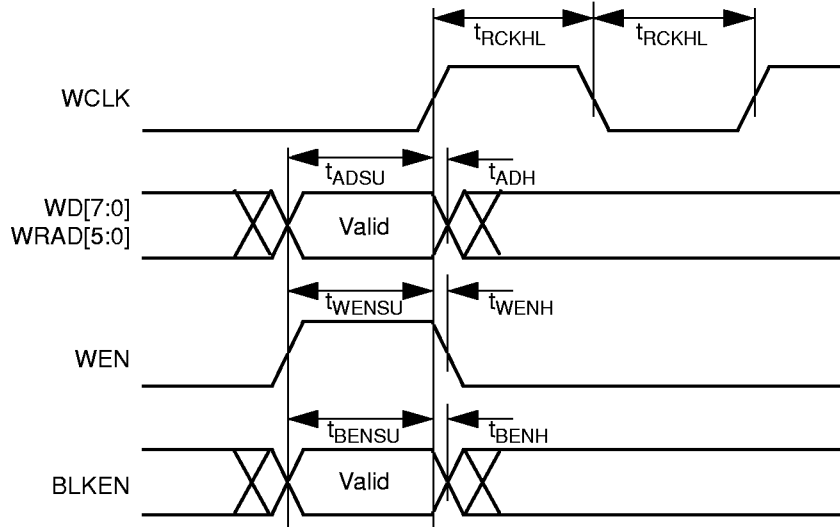 tRCKHL tRCKHL
WCLK
tADSU tADH
WD[7:0]
WRAD[5:0]
Valid
tWENSU tWENH
WEN
tBENSU tBENH
BLKEN
Valid